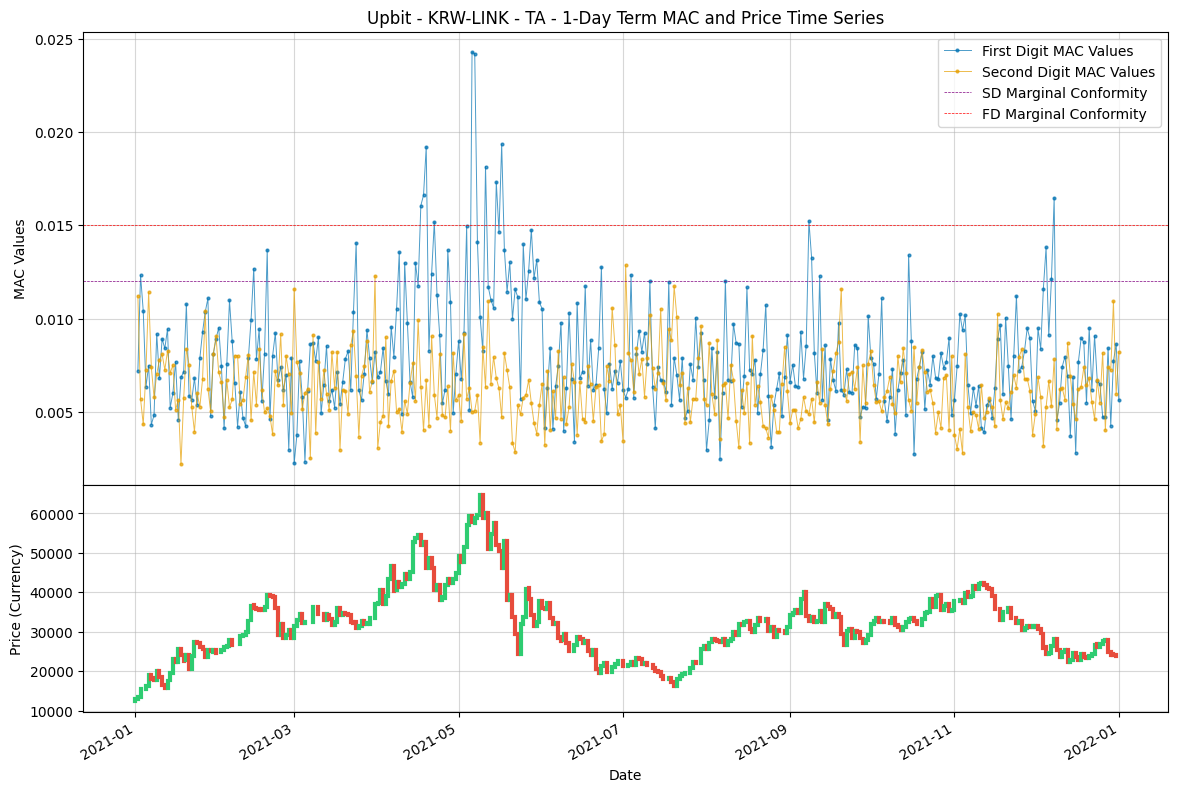 Upbit - KRW-LINK - TA - 1-Day Term MAC and Price Time Series
MAC Values
0.025
0.020
0.015
0.010
0.005
First Digit MAC Values
Second Digit MAC Values
SD Marginal Conformity
FD Marginal Conformity
Price (Currency)
60000
50000
40000
30000
20000
10000
2021-01
2021-03
2021-05
2021-07
2021-09
2021-11
2022-01
Date